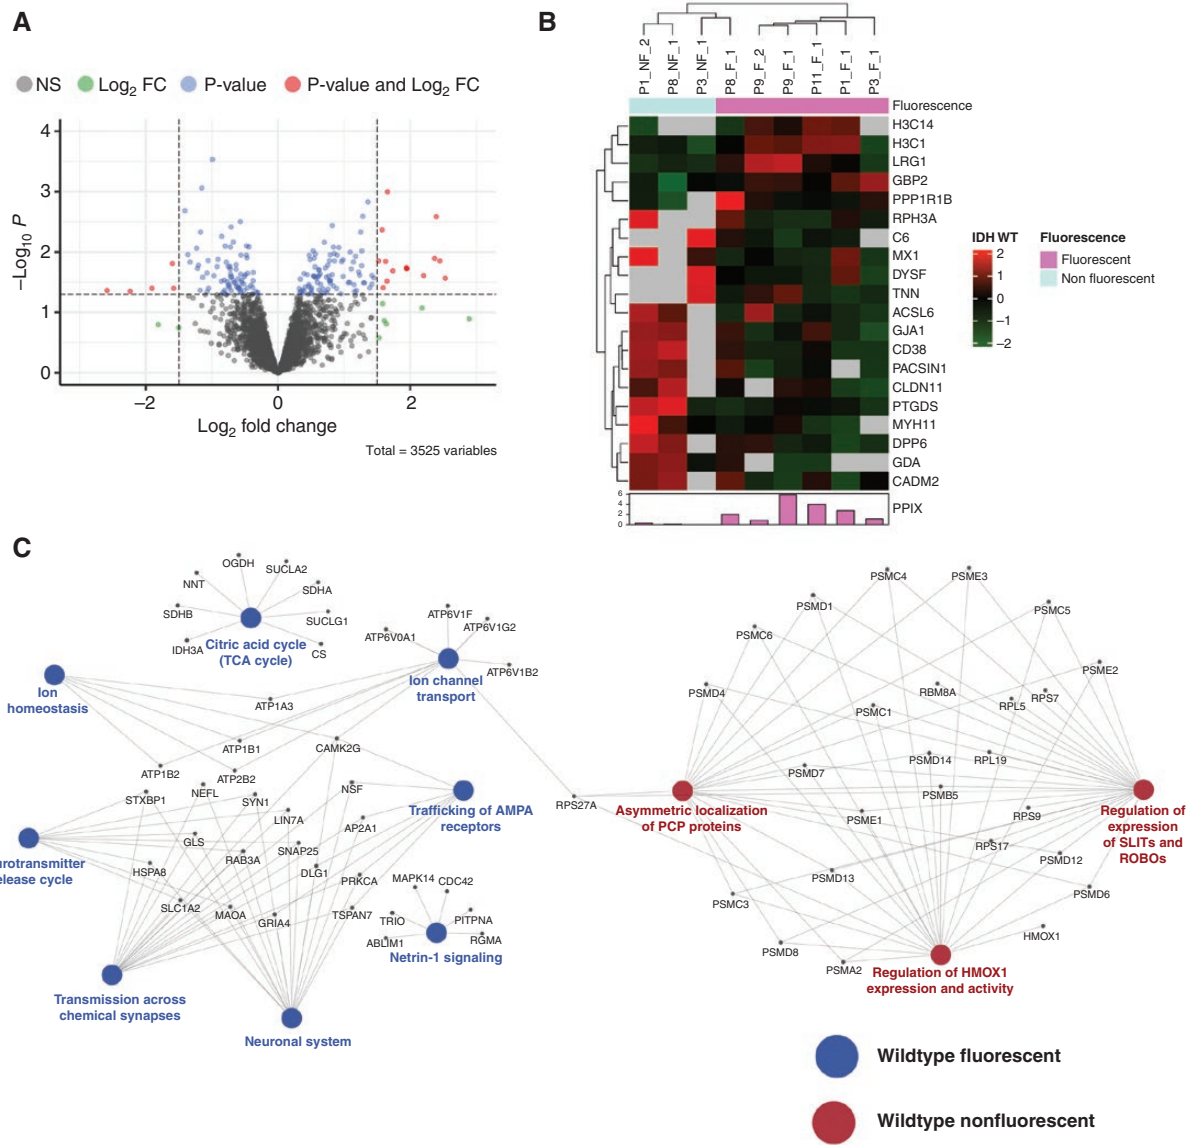 A
NS
Log2 FC
P-value
P-value and Log2 FC
4
3
2
1
0
–Log10 P
–2
0
2
Log2 fold change
Total = 3525 variables
B
P1_NF_2
P8_NF_1
P3_NF_1
P8_F_1
P9_F_2
P9_F_1
P11_F_1
P1_F_1
P3_F_1
Fluorescence
H3C14
H3C1
LRG1
GBP2
PPP1R1B
RPH3A
C6
MX1
DYSF
TNN
ACSL6
GJA1
CD38
PACSIN1
CLDN11
PTGDS
MYH11
DPP6
GDA
CADM2
6
4
2
0
PPIX
IDH WT
2
1
0
–1
–2
Fluorescence
Fluorescent
Non fluorescent
C
OGDH
SUCLA2
NNT
SDHA
SDHB
SUCLG1
IDH3A
CS
Citric acid cycle
(TCA cycle)
ATP6V1F
ATP6V1G2
ATP6V0A1
ATP6V1B2
Ion channel
transport
Ion
homeostasis
ATP1A3
ATP1B1
CAMK2G
ATP1B2
ATP2B2
STXBP1
NEFL
SYN1
NSF
LIN7A
AP2A1
Trafficking of AMPA
receptors
RPS27A
GLS
RAB3A
SNAP25
HSPA8
DLG1
PRKCA
MAPK14
CDC42
SLC1A2
MAOA
GRIA4
TSPAN7
TRIO
PITPNA
ABLIM1
RGMA
Netrin-1 signaling
urotransmitter
elease cycle
Transmission across
chemical synapses
Neuronal system
PSMC4
PSME3
PSMD1
PSMC5
PSMC6
PSME2
PSMD4
RBM8A
RPS7
RPL5
PSMC1
PSMD14
RPL19
PSMD7
PSMB5
PSME1
RPS9
RPS17
PSMD12
PSMD13
PSMD6
PSMC3
HMOX1
PSMD8
PSMA2
Asymmetric localization
of PCP proteins
Regulation of
expression
of SLITs and
ROBOs
Regulation of HMOX1
expression and activity
Wildtype fluorescent
Wildtype nonfluorescent